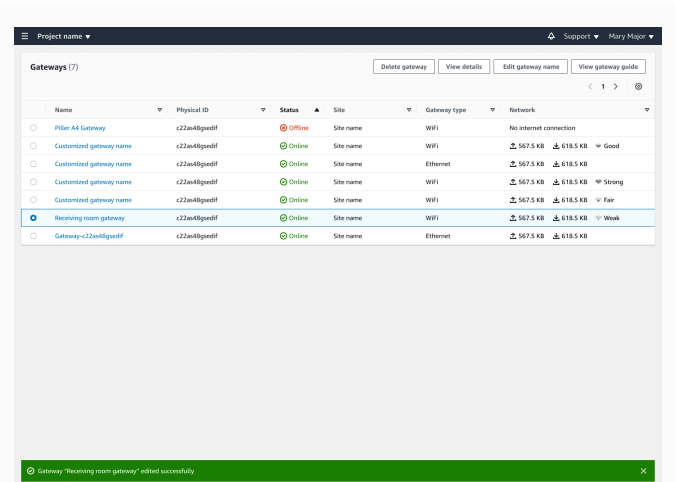 Project name ▼ Support ▼ Mary Major ▼
Gateways (7) Delete gateway View details Edit gateway name View gateway guide
1
Name Physical ID Status Site Gateway type Network
Piller A4 Gateway c22as48gsedif Offline Site name WiFi No internet connection
Customized gateway name c22as48gsedif Online Site name WiFi 567.5 KB 618.5 KB Good
Customized gateway name c22as48gsedif Online Site name Ethernet 567.5 KB 618.5 KB
Customized gateway name c22as48gsedif Online Site name WiFi 567.5 KB 618.5 KB Strong
Customized gateway name c22as48gsedif Online Site name WiFi 567.5 KB 618.5 KB Fair
Receiving room gateway c22as48gsedif Online Site name WiFi 567.5 KB 618.5 KB Weak
Gateway-c22as48gsedif c22as48gsedif Online Site name Ethernet 567.5 KB 618.5 KB
Gateway "Receiving room gateway" edited successfully